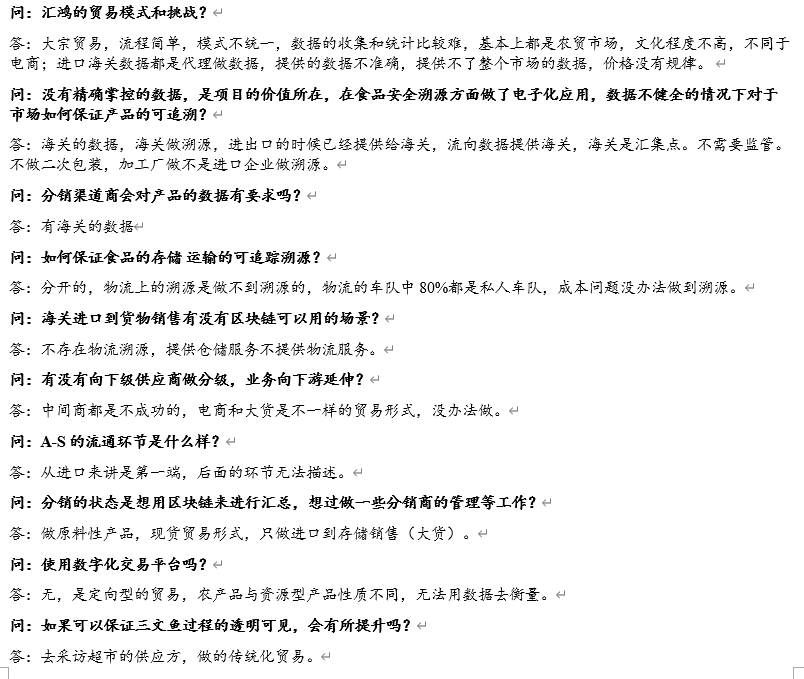 问：汇鸿的贸易模式和挑战？
答：大宗贸易，流程简单，模式不统一，数据的收集和统计比较难，基本上都是农贸市场，文化程度不高，不同于
电商；进口海关数据都是代理做数据，提供的数据不准确，提供不了整个市场的数据，价格没有规律。
问：没有精确掌控的数据，是项目的价值所在，在食品安全溯源方面做了电子化应用，数据不健全的情况下对于
市场如何保证产品的可追溯？
答：海关的数据，海关做溯源，进出口的时候已经提供给海关，流向数据提供海关，海关是汇集点。不需要监管。
不做二次包装，加工厂做不是进口企业做溯源。
问：分销渠道商会对产品的数据有要求吗？
答：有海关的数据
问：如何保证食品的存储 运输的可追踪溯源？
答：分开的，物流上的溯源是做不到溯源的，物流的车队中 80%都是私人车队，成本问题没办法做到溯源。
问：海关进口到货物销售有没有区块链可以用的场景？
答：不存在物流溯源，提供仓储服务不提供物流服务。
问：有没有向下级供应商做分级，业务向下游延伸？
答：中间商都是不成功的，电商和大货是不一样的贸易形式，没办法做。
问：A-S 的流通环节是什么样？
答：从进口来讲是第一端，后面的环节无法描述。
问：分销的状态是想用区块链来进行汇总，想过做一些分销商的管理等工作？
答：做原料性产品，现货贸易形式，只做进口到存储销售（大货）。
问：使用数字化交易平台吗？
答：无，是定向型的贸易，农产品与资源型产品性质不同，无法用数据去衡量。
问：如果可以保证三文鱼过程的透明可见，会有所提升吗？
答：去采访超市的供应方，做的传统化贸易。